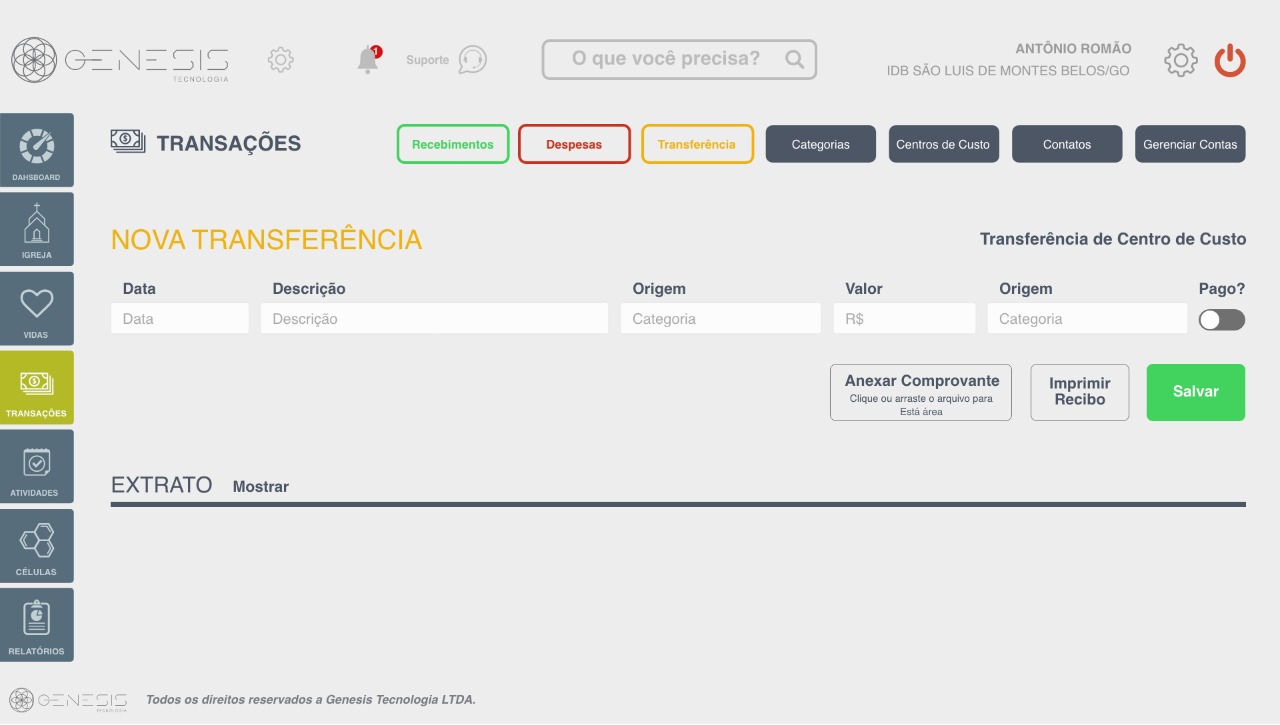 GENESIS
TECNOLOGIA
1
Suporte
O que você precisa?
ANTÔNIO ROMÃO
IDB SÃO LUIS DE MONTES BELOS/GO
DAHSBOARD
IGREJA
VIDAS
TRANSAÇÕES
ATIVIDADES
CÉLULAS
RELATÓRIOS
TRANSAÇÕES
Recebimentos
Despesas
Transferência
Categorias
Centros de Custo
Contatos
Gerenciar Contas
NOVA TRANSFERÊNCIA
Transferência de Centro de Custo
Data
Descrição
Origem
Valor
Origem
Pago?
Data
Descrição
Categoria
R$
Categoria
Anexar Comprovante
Clique ou arraste o arquivo para
Está área
Imprimir
Recibo
Salvar
EXTRATO
Mostrar
GENESIS
TECNOLOGIA
Todos os direitos reservados a Genesis Tecnologia LTDA.